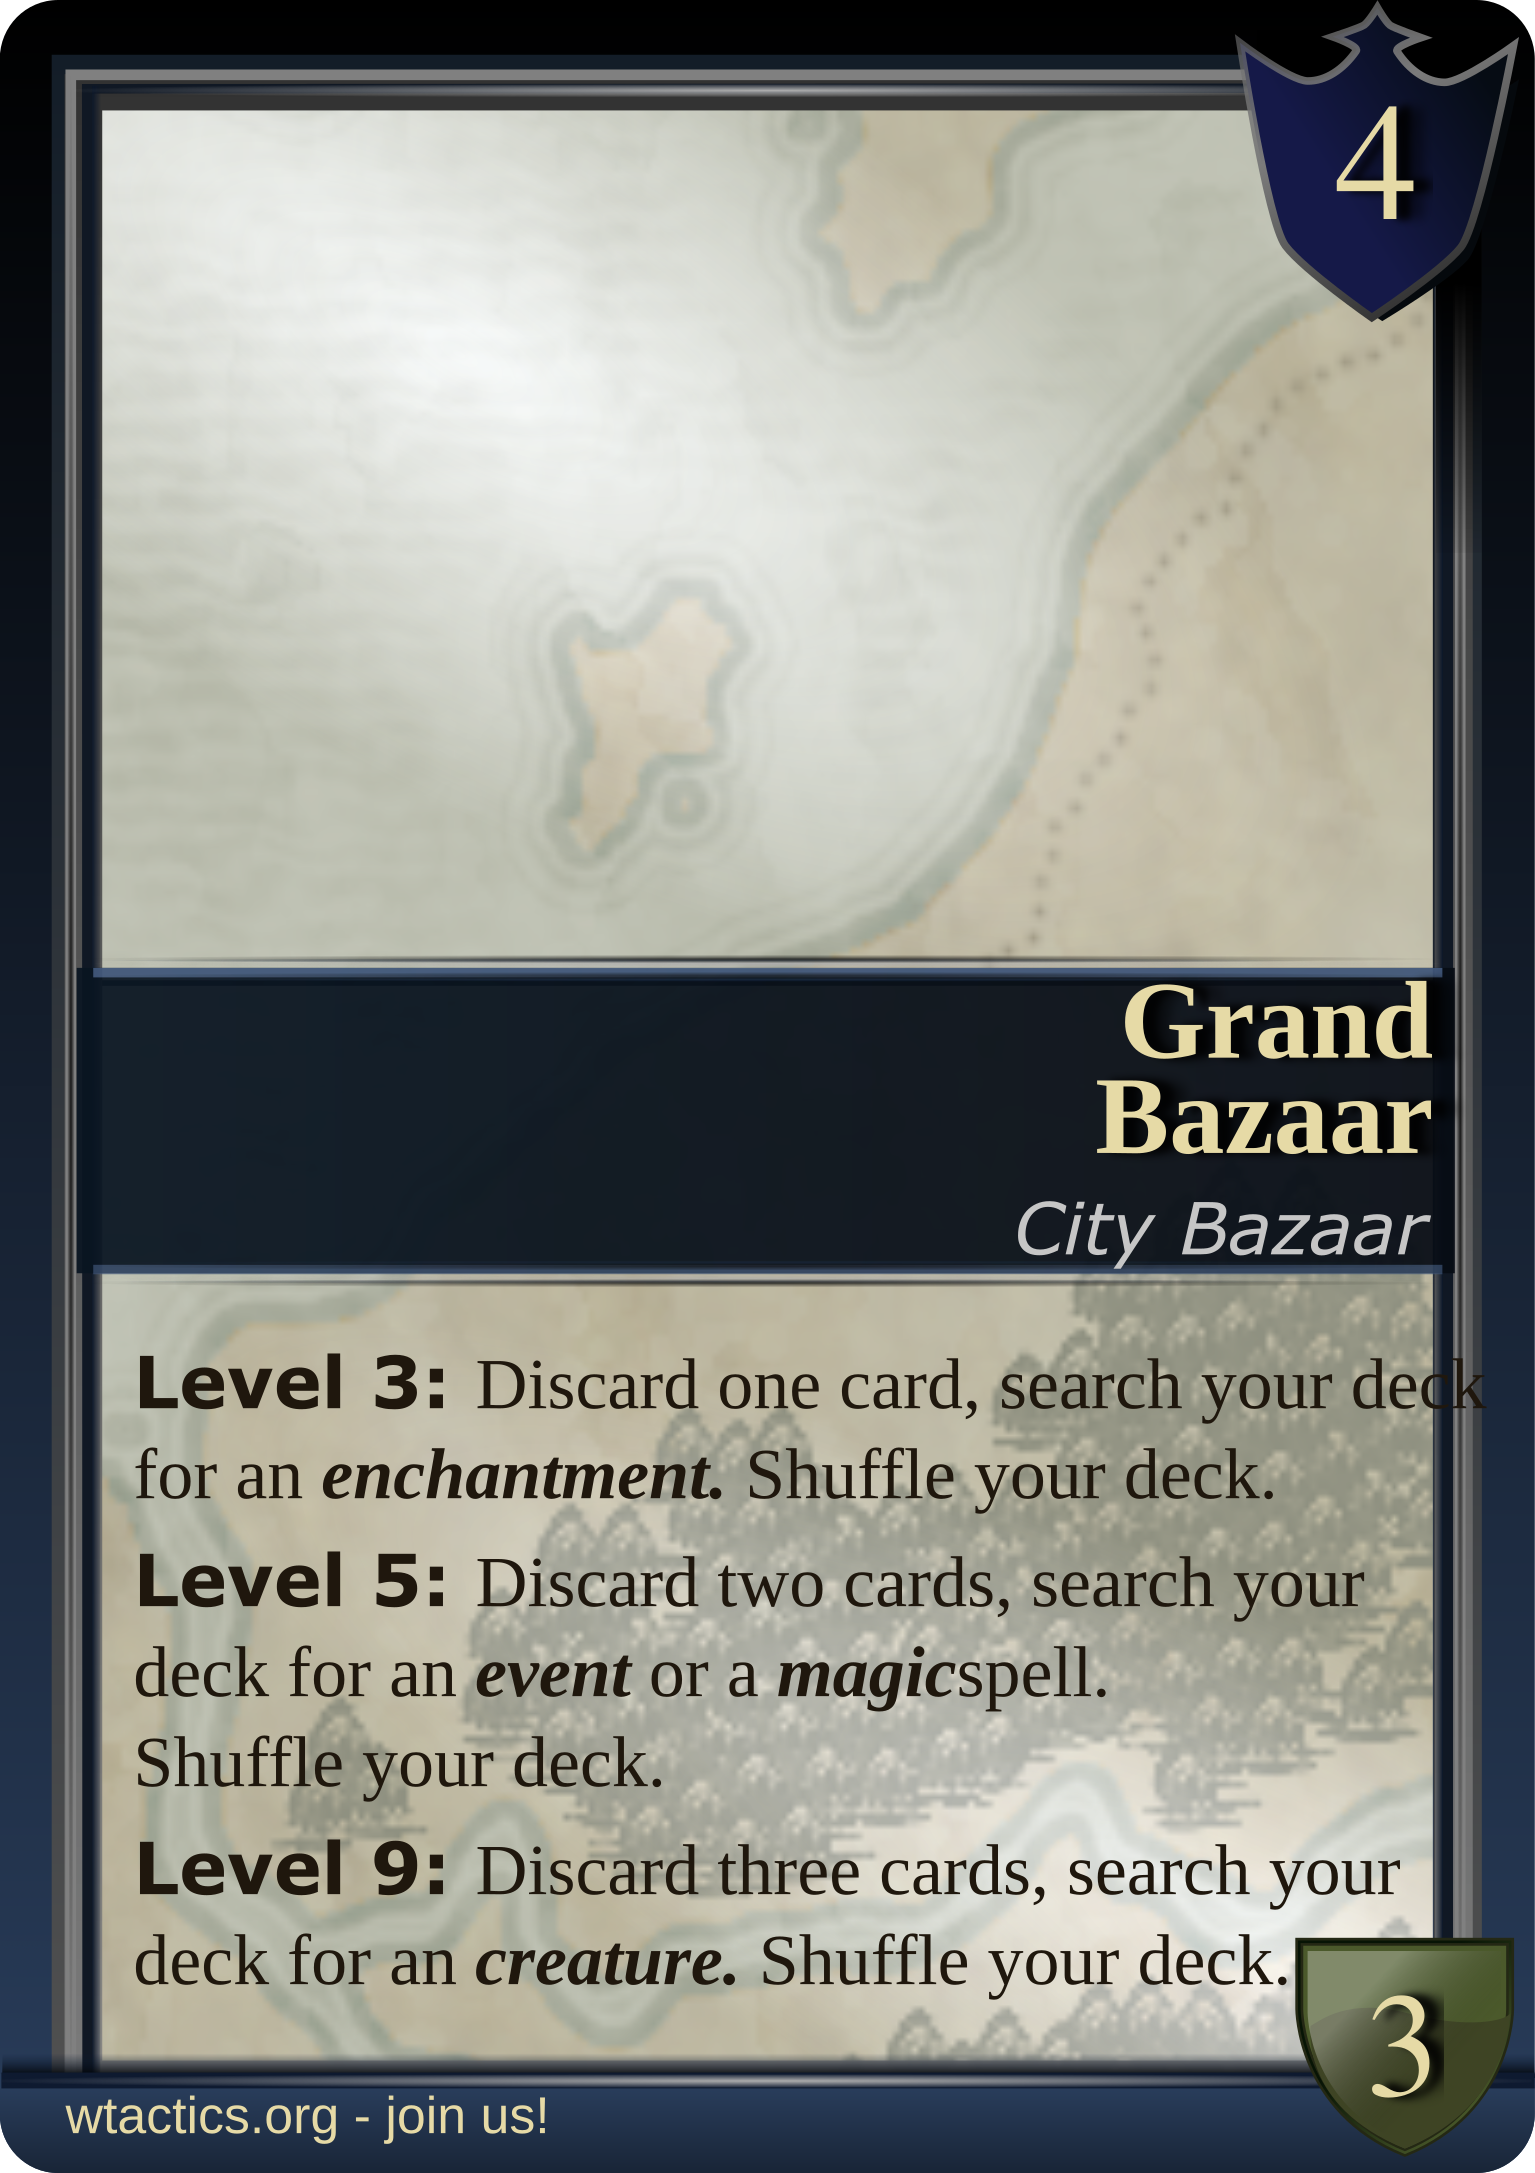 4
Grand
Bazaar
City Bazaar
Level 3: Discard one card, search your deck
for an enchantment. Shuffle your deck.
Level 5: Discard two cards, search your
deck for an event or a magicspell.
Shuffle your deck.
Level 9: Discard three cards, search your
deck for an creature. Shuffle your deck.
3
wtactics.org - join us!